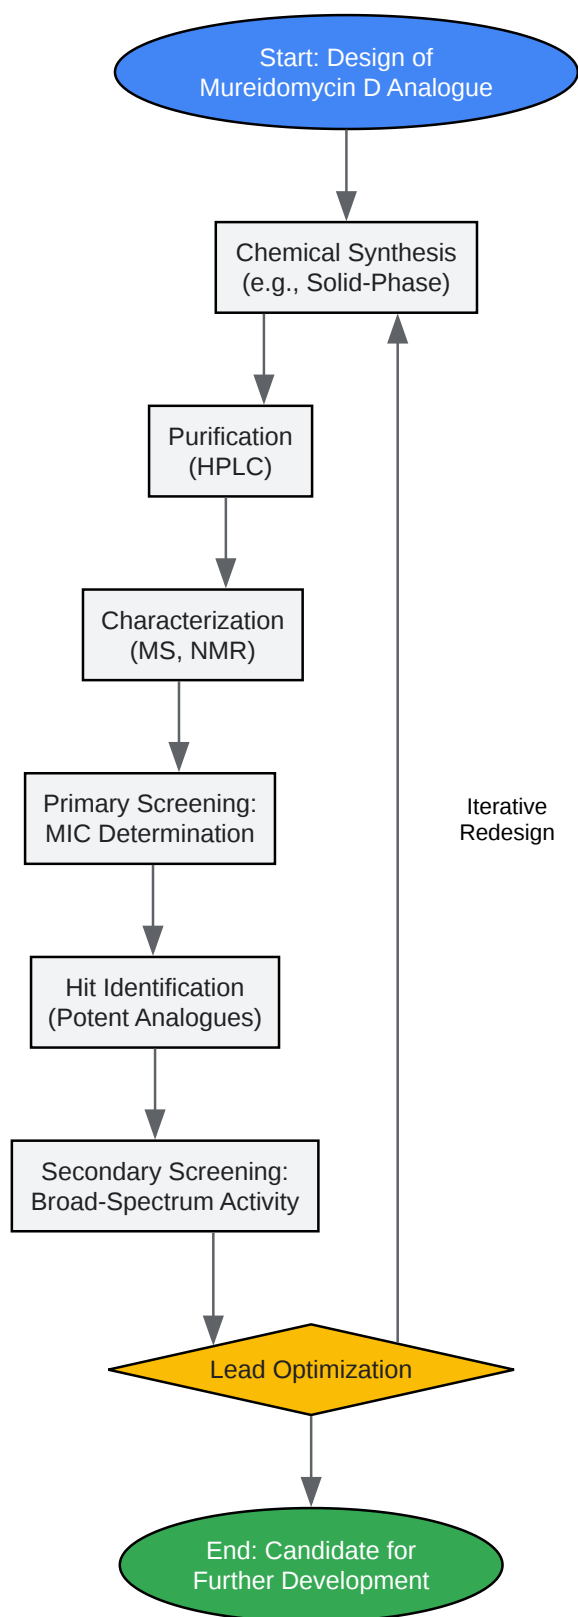 Start: Design of
Mureidomycin D Analogue
Chemical Synthesis
(e.g., Solid-Phase)
Purification
(HPLC)
Characterization
(MS, NMR)
Primary Screening:
MIC Determination
Iterative
Redesign
Hit Identification
(Potent Analogues)
Secondary Screening:
Broad-Spectrum Activity
Lead Optimization
End: Candidate for
Further Development